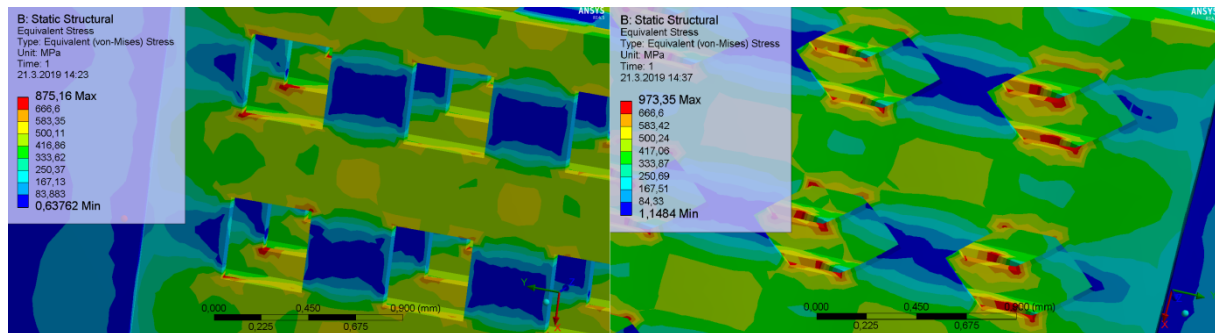 B: Static Structural
Equivalent Stress
Type: Equivalent (von-Mises) Stress
Unit: MPa
Time: 1
21.3.2019 14:23
875,16 Max
666,6
583,35
500,11
416,86
333,62
250,37
167,13
83,883
0,63762 Min
ANSYS
0,000 0,450 0,900 (mm)
0,225 0,675
Y
X
B: Static Structural
Equivalent Stress
Type: Equivalent (von-Mises) Stress
Unit: MPa
Time: 1
21.3.2019 14:37
973,35 Max
666,6
583,42
500,24
417,06
333,87
250,69
167,51
84,33
1,1484 Min
ANSYS
0,000 0,450 0,900 (mm)
0,225 0,675
X